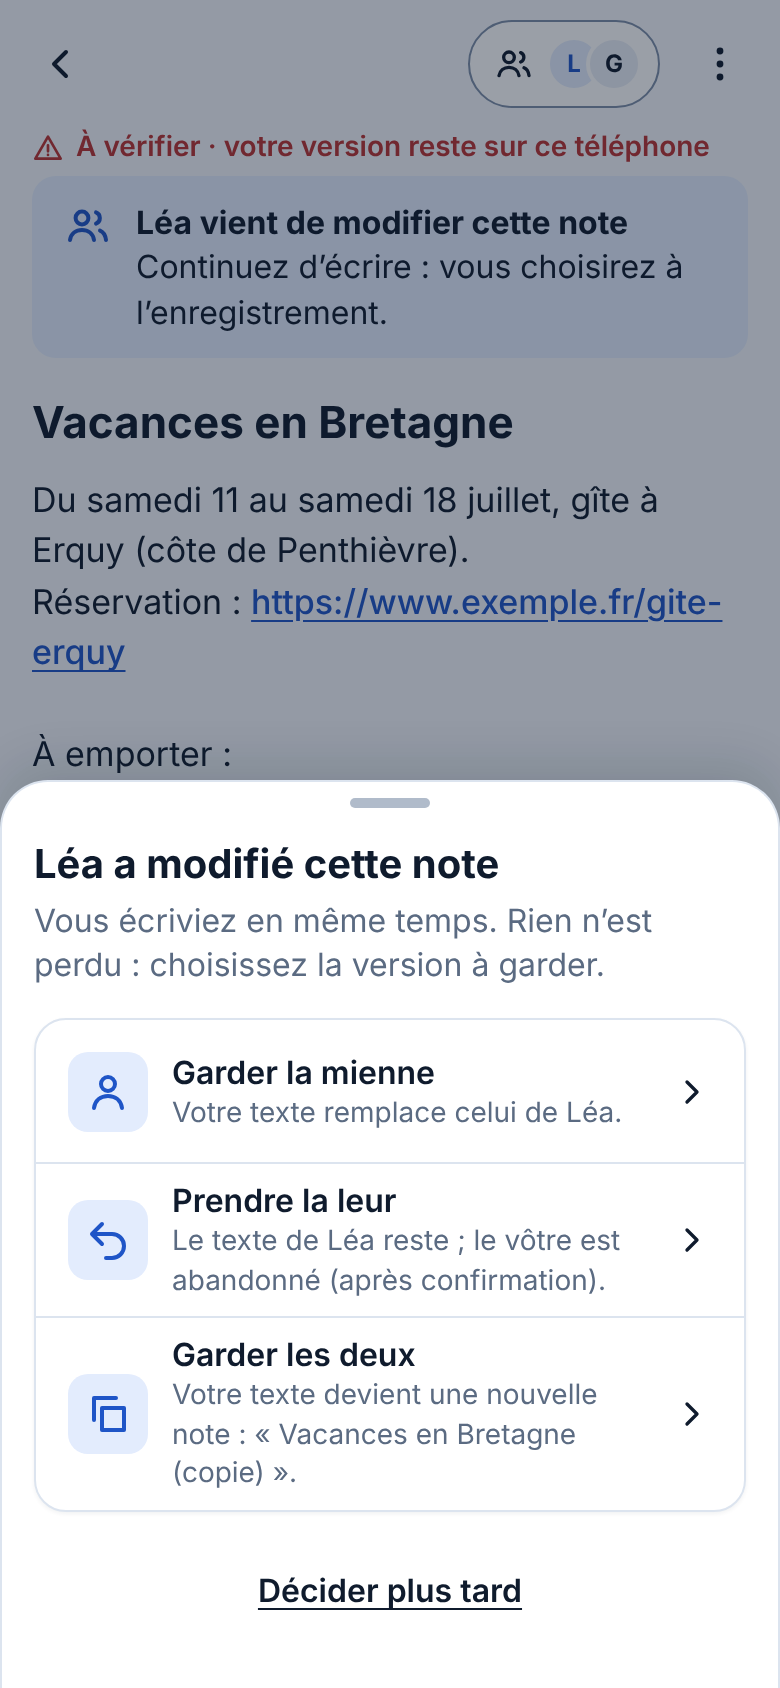 L G
À vérifier · votre version reste sur ce téléphone
Léa vient de modifier cette note
Continuez d’écrire : vous choisirez à
l’enregistrement.
Vacances en Bretagne
Du samedi 11 au samedi 18 juillet, gîte à
Erquy (côte de Penthièvre).
Réservation : https://www.exemple.fr/gite-
erquy
À emporter :
Léa a modifié cette note
Vous écriviez en même temps. Rien n’est
perdu : choisissez la version à garder.
Garder la mienne
Votre texte remplace celui de Léa.
Prendre la leur
Le texte de Léa reste ; le vôtre est
abandonné (après confirmation).
Garder les deux
Votre texte devient une nouvelle
note : « Vacances en Bretagne
(copie) ».
Décider plus tard